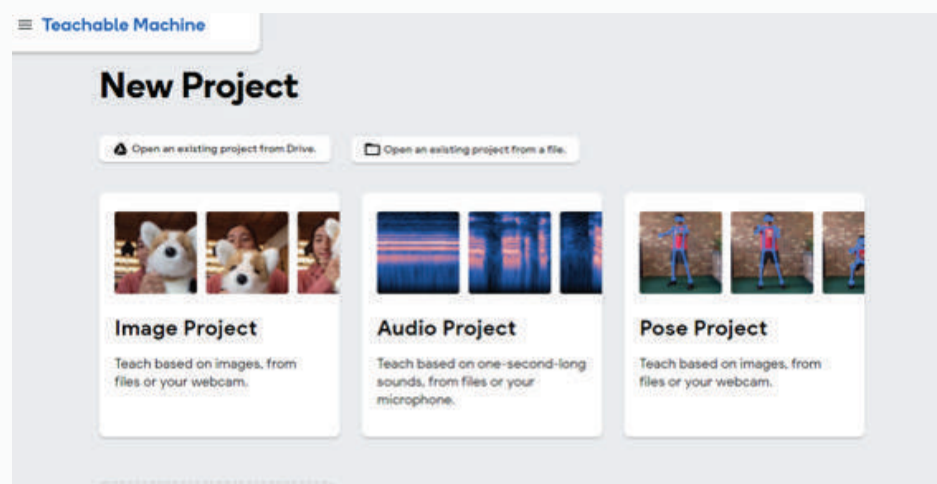 Teachable Machine
New Project
Open an existing project from Drive.
Open an existing project from a file.
Image Project
Teach based on images, from
files or your webcam.
Audio Project
Teach based on one-second-long
sounds, from files or your
microphone.
Pose Project
Teach based on images, from
files or your webcam.